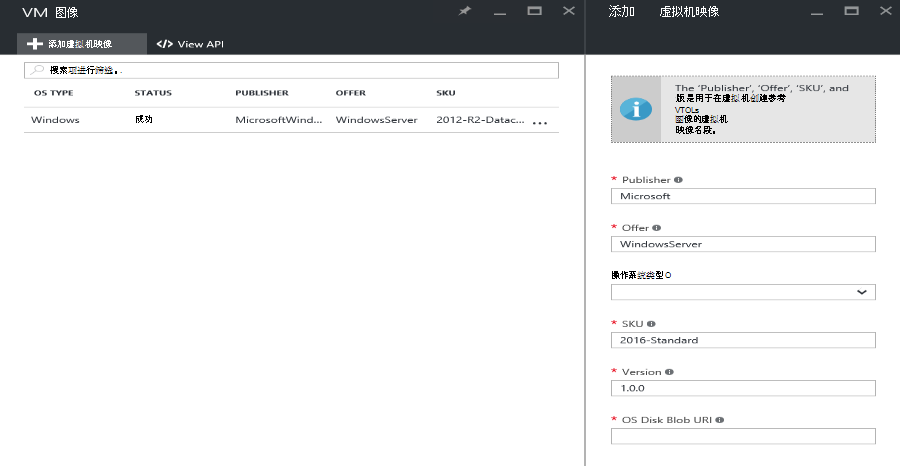 VM 图像
添加虚拟机映像
</> View API
搜索项进行筛选。
OS TYPE STATUS PUBLISHER OFFER SKU
Windows 成功 MicrosoftWind... WindowsServer 2012-R2-Datac... ...
添加 虚拟机映像
The 'Publisher', 'Offer', 'SKU', and
版是用于在虚拟机创建参考
VTOLs
图像的虚拟机
映像名段。
* Publisher
Microsoft
* Offer
WindowsServer
操作系统类型O
* SKU
2016-Standard
* Version
1.0.0
* OS Disk Blob URI